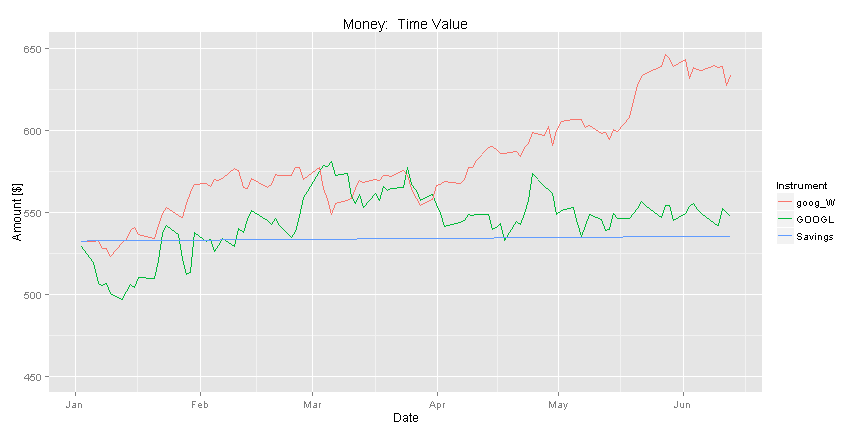 Money:  Time Value
Amount [$]
650
600
550
500
450
Jan Feb Mar Apr May Jun
Date
Instrument
goog_W
GOOGL
Savings